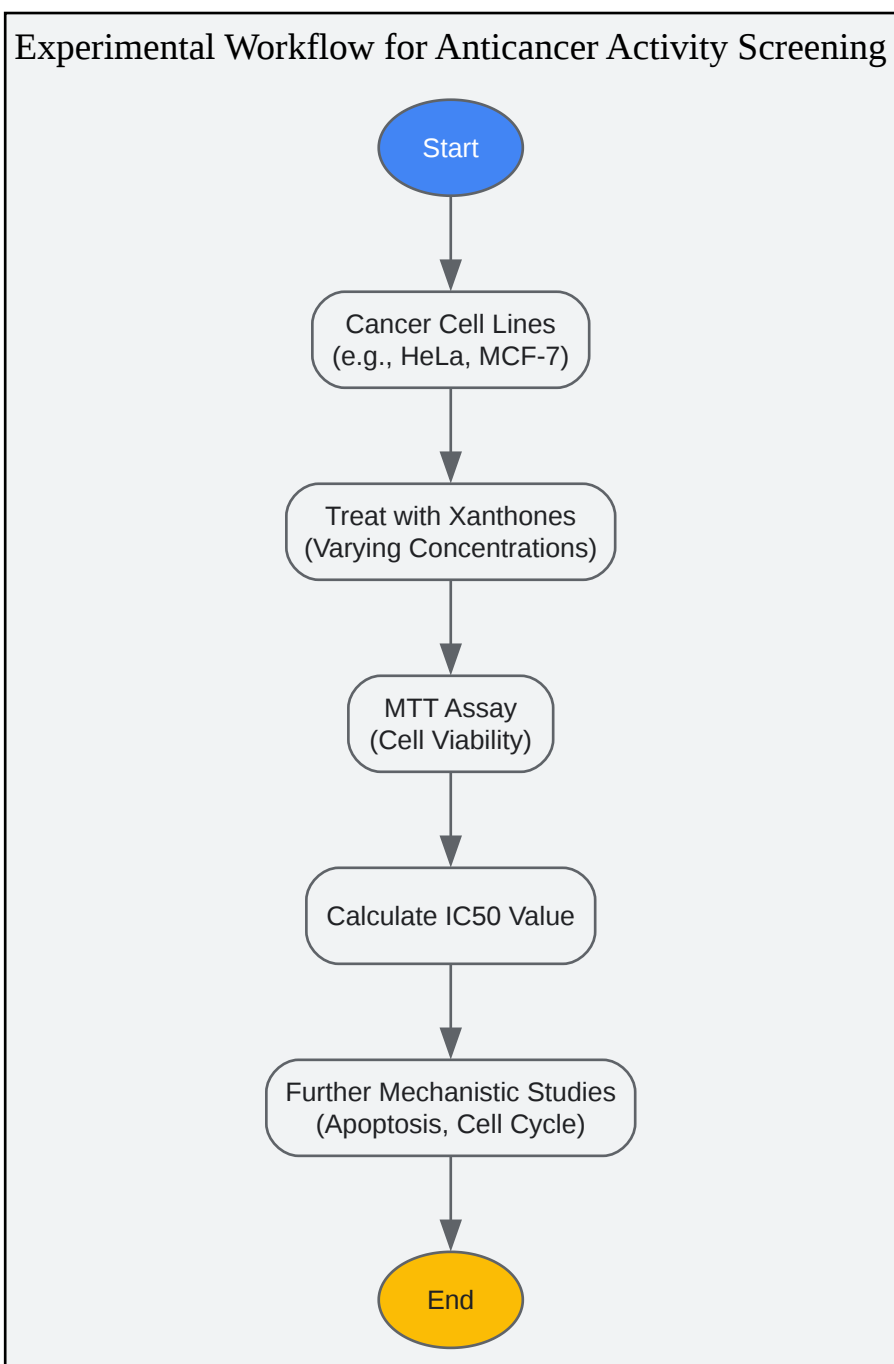 Experimental Workflow for Anticancer Activity Screening
Start
Cancer Cell Lines
(e.g., HeLa, MCF-7)
Treat with Xanthones
(Varying Concentrations)
MTT Assay
(Cell Viability)
Calculate IC50 Value
Further Mechanistic Studies
(Apoptosis, Cell Cycle)
End